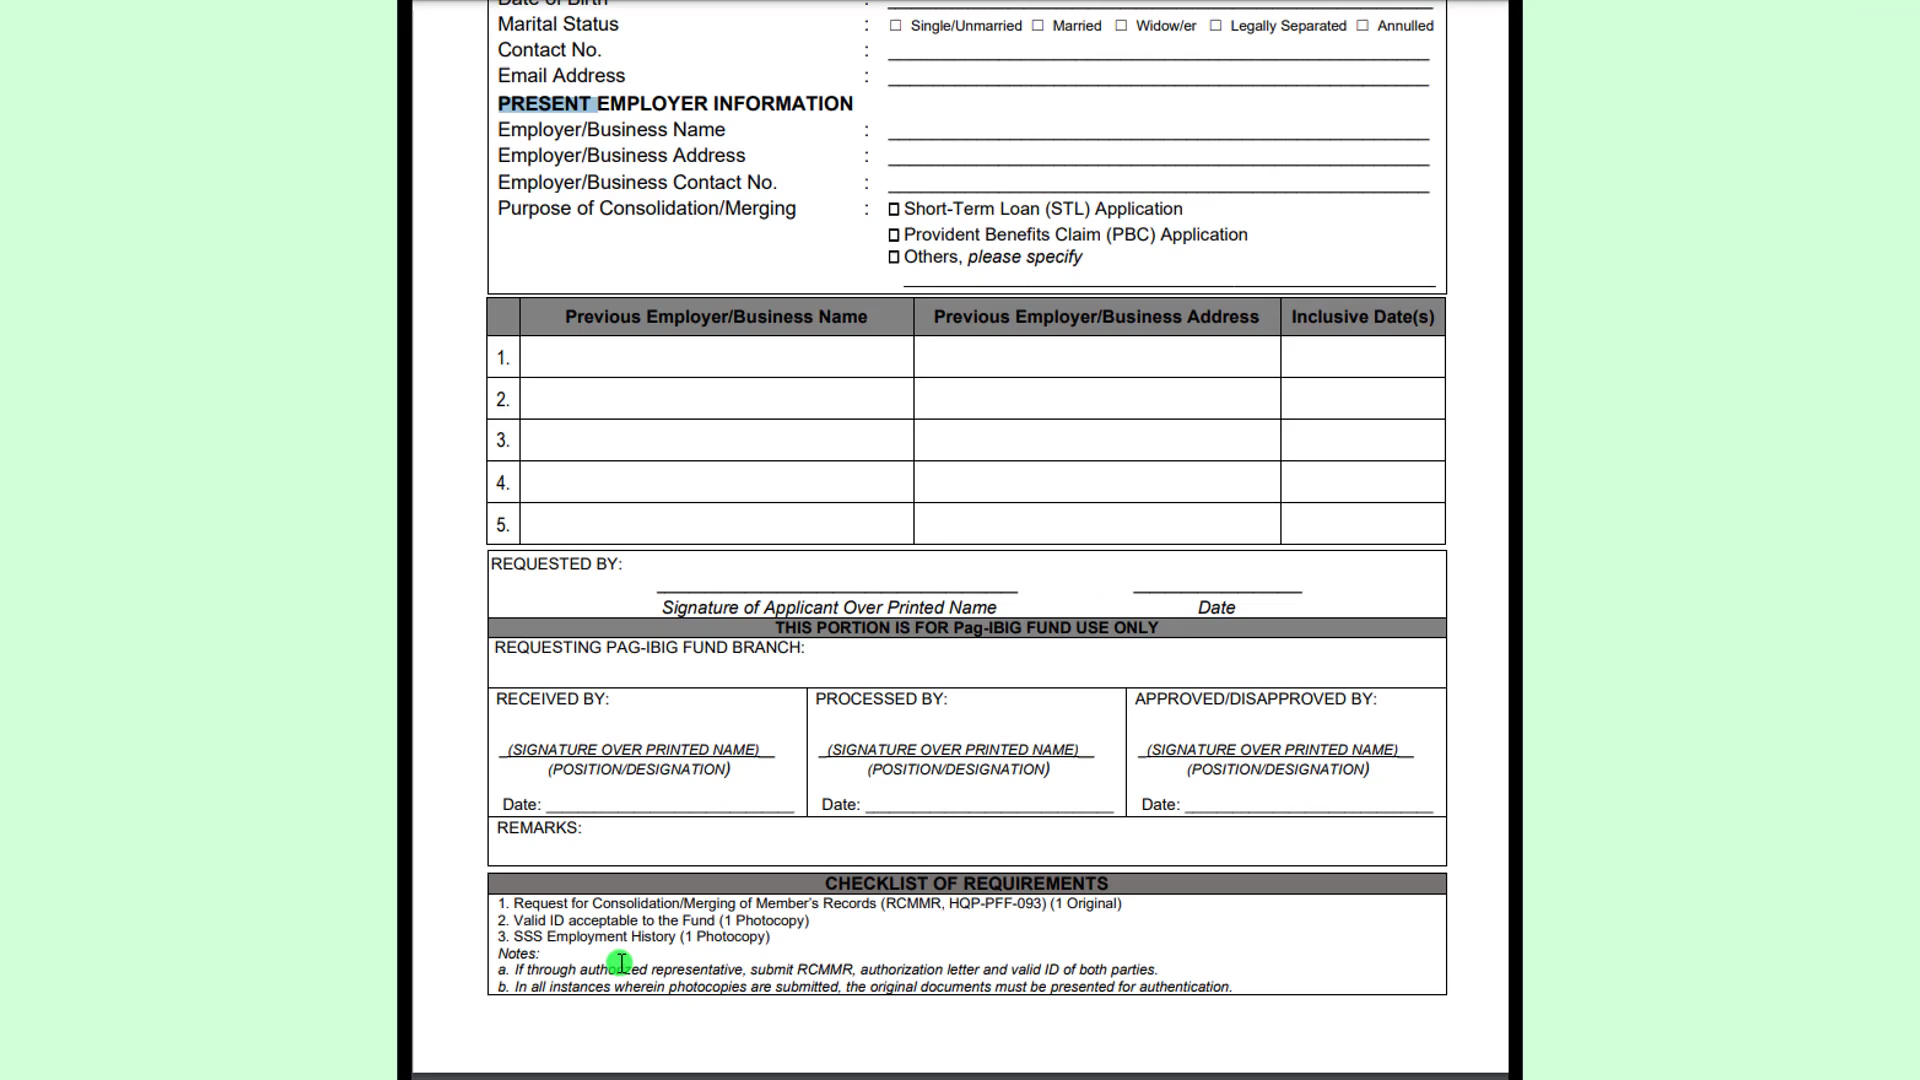 Date of Birth :
Marital Status : ☐ Single/Unmarried ☐ Married ☐ Widow/er ☐ Legally Separated ☐ Annulled
Contact No. :
Email Address :
PRESENT EMPLOYER INFORMATION
Employer/Business Name :
Employer/Business Address :
Employer/Business Contact No. :
Purpose of Consolidation/Merging : ☐ Short-Term Loan (STL) Application
☐ Provident Benefits Claim (PBC) Application
☐ Others, please specify
Previous Employer/Business Name Previous Employer/Business Address Inclusive Date(s)
1.
2.
3.
4.
5.
REQUESTED BY:
Signature of Applicant Over Printed Name Date
THIS PORTION IS FOR Pag-IBIG FUND USE ONLY
REQUESTING PAG-IBIG FUND BRANCH:
RECEIVED BY: PROCESSED BY: APPROVED/DISAPPROVED BY:
(SIGNATURE OVER PRINTED NAME) (SIGNATURE OVER PRINTED NAME) (SIGNATURE OVER PRINTED NAME)
(POSITION/DESIGNATION) (POSITION/DESIGNATION) (POSITION/DESIGNATION)
Date: Date: Date:
REMARKS:
CHECKLIST OF REQUIREMENTS
1. Request for Consolidation/Merging of Member's Records (RCMMR, HQP-PFF-093) (1 Original)
2. Valid ID acceptable to the Fund (1 Photocopy)
3. SSS Employment History (1 Photocopy)
Notes:
a. If through authorized representative, submit RCMMR, authorization letter and valid ID of both parties.
b. In all instances wherein photocopies are submitted, the original documents must be presented for authentication.